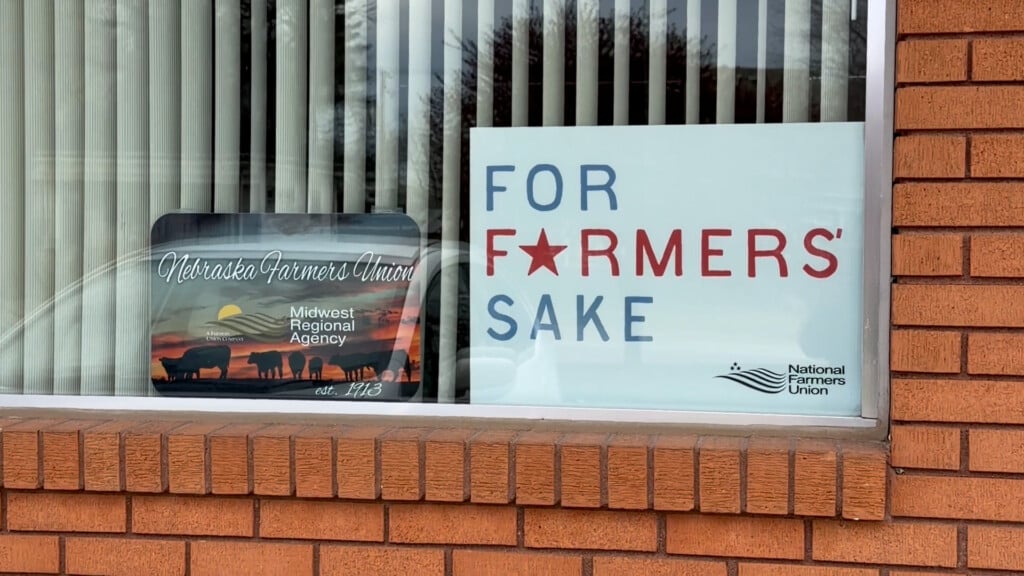 Nebraska Farmers Union
Midwest
Regional
Agency
est. 1913
FOR
F★RMERS'
SAKE
National
Farmers
Union